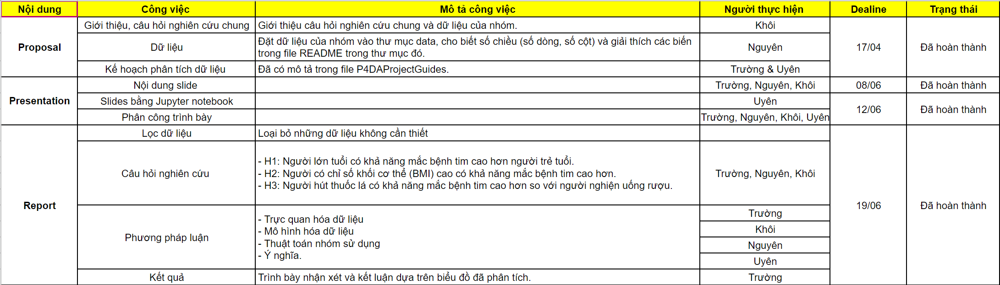 Nội dung Công việc Mô tả công việc Người thực hiện Dealine Trạng thái
Proposal
Giới thiệu, câu hỏi nghiên cứu chung
Giới thiệu câu hỏi nghiên cứu chung và dữ liệu của nhóm.
Khôi
17/04
Đã hoàn thành
Dữ liệu
Đặt dữ liệu của nhóm vào thư mục data, cho biết số chiều (số dòng, số cột) và giải thích các biến
trong file README trong thư mục đó.
Nguyên
Kế hoạch phân tích dữ liệu
Đã có mô tả trong file P4DAProjectGuides.
Trường & Uyên
Presentation
Nội dung slide
Trường, Nguyên, Khôi
08/06
Đã hoàn thành
Slides bằng Jupyter notebook
Uyên
12/06
Đã hoàn thành
Phân công trình bày
Trường, Nguyên, Khôi, Uyên
Report
Lọc dữ liệu
Loại bỏ những dữ liệu không cần thiết
19/06
Đã hoàn thành
Câu hỏi nghiên cứu
- H1: Người lớn tuổi có khả năng mắc bệnh tim cao hơn người trẻ tuổi.
- H2: Người có chỉ số khối cơ thể (BMI) cao có khả năng mắc bệnh tim cao hơn.
- H3: Người hút thuốc lá có khả năng mắc bệnh tim cao hơn so với người nghiện uống rượu.
Trường, Nguyên, Khôi
Phương pháp luận
- Trực quan hóa dữ liệu
- Mô hình hóa dữ liệu
- Thuật toán nhóm sử dụng
- Ý nghĩa.
Trường
Khôi
Nguyên
Uyên
Kết quả
Trình bày nhận xét và kết luận dựa trên biểu đồ đã phân tích.
Trường